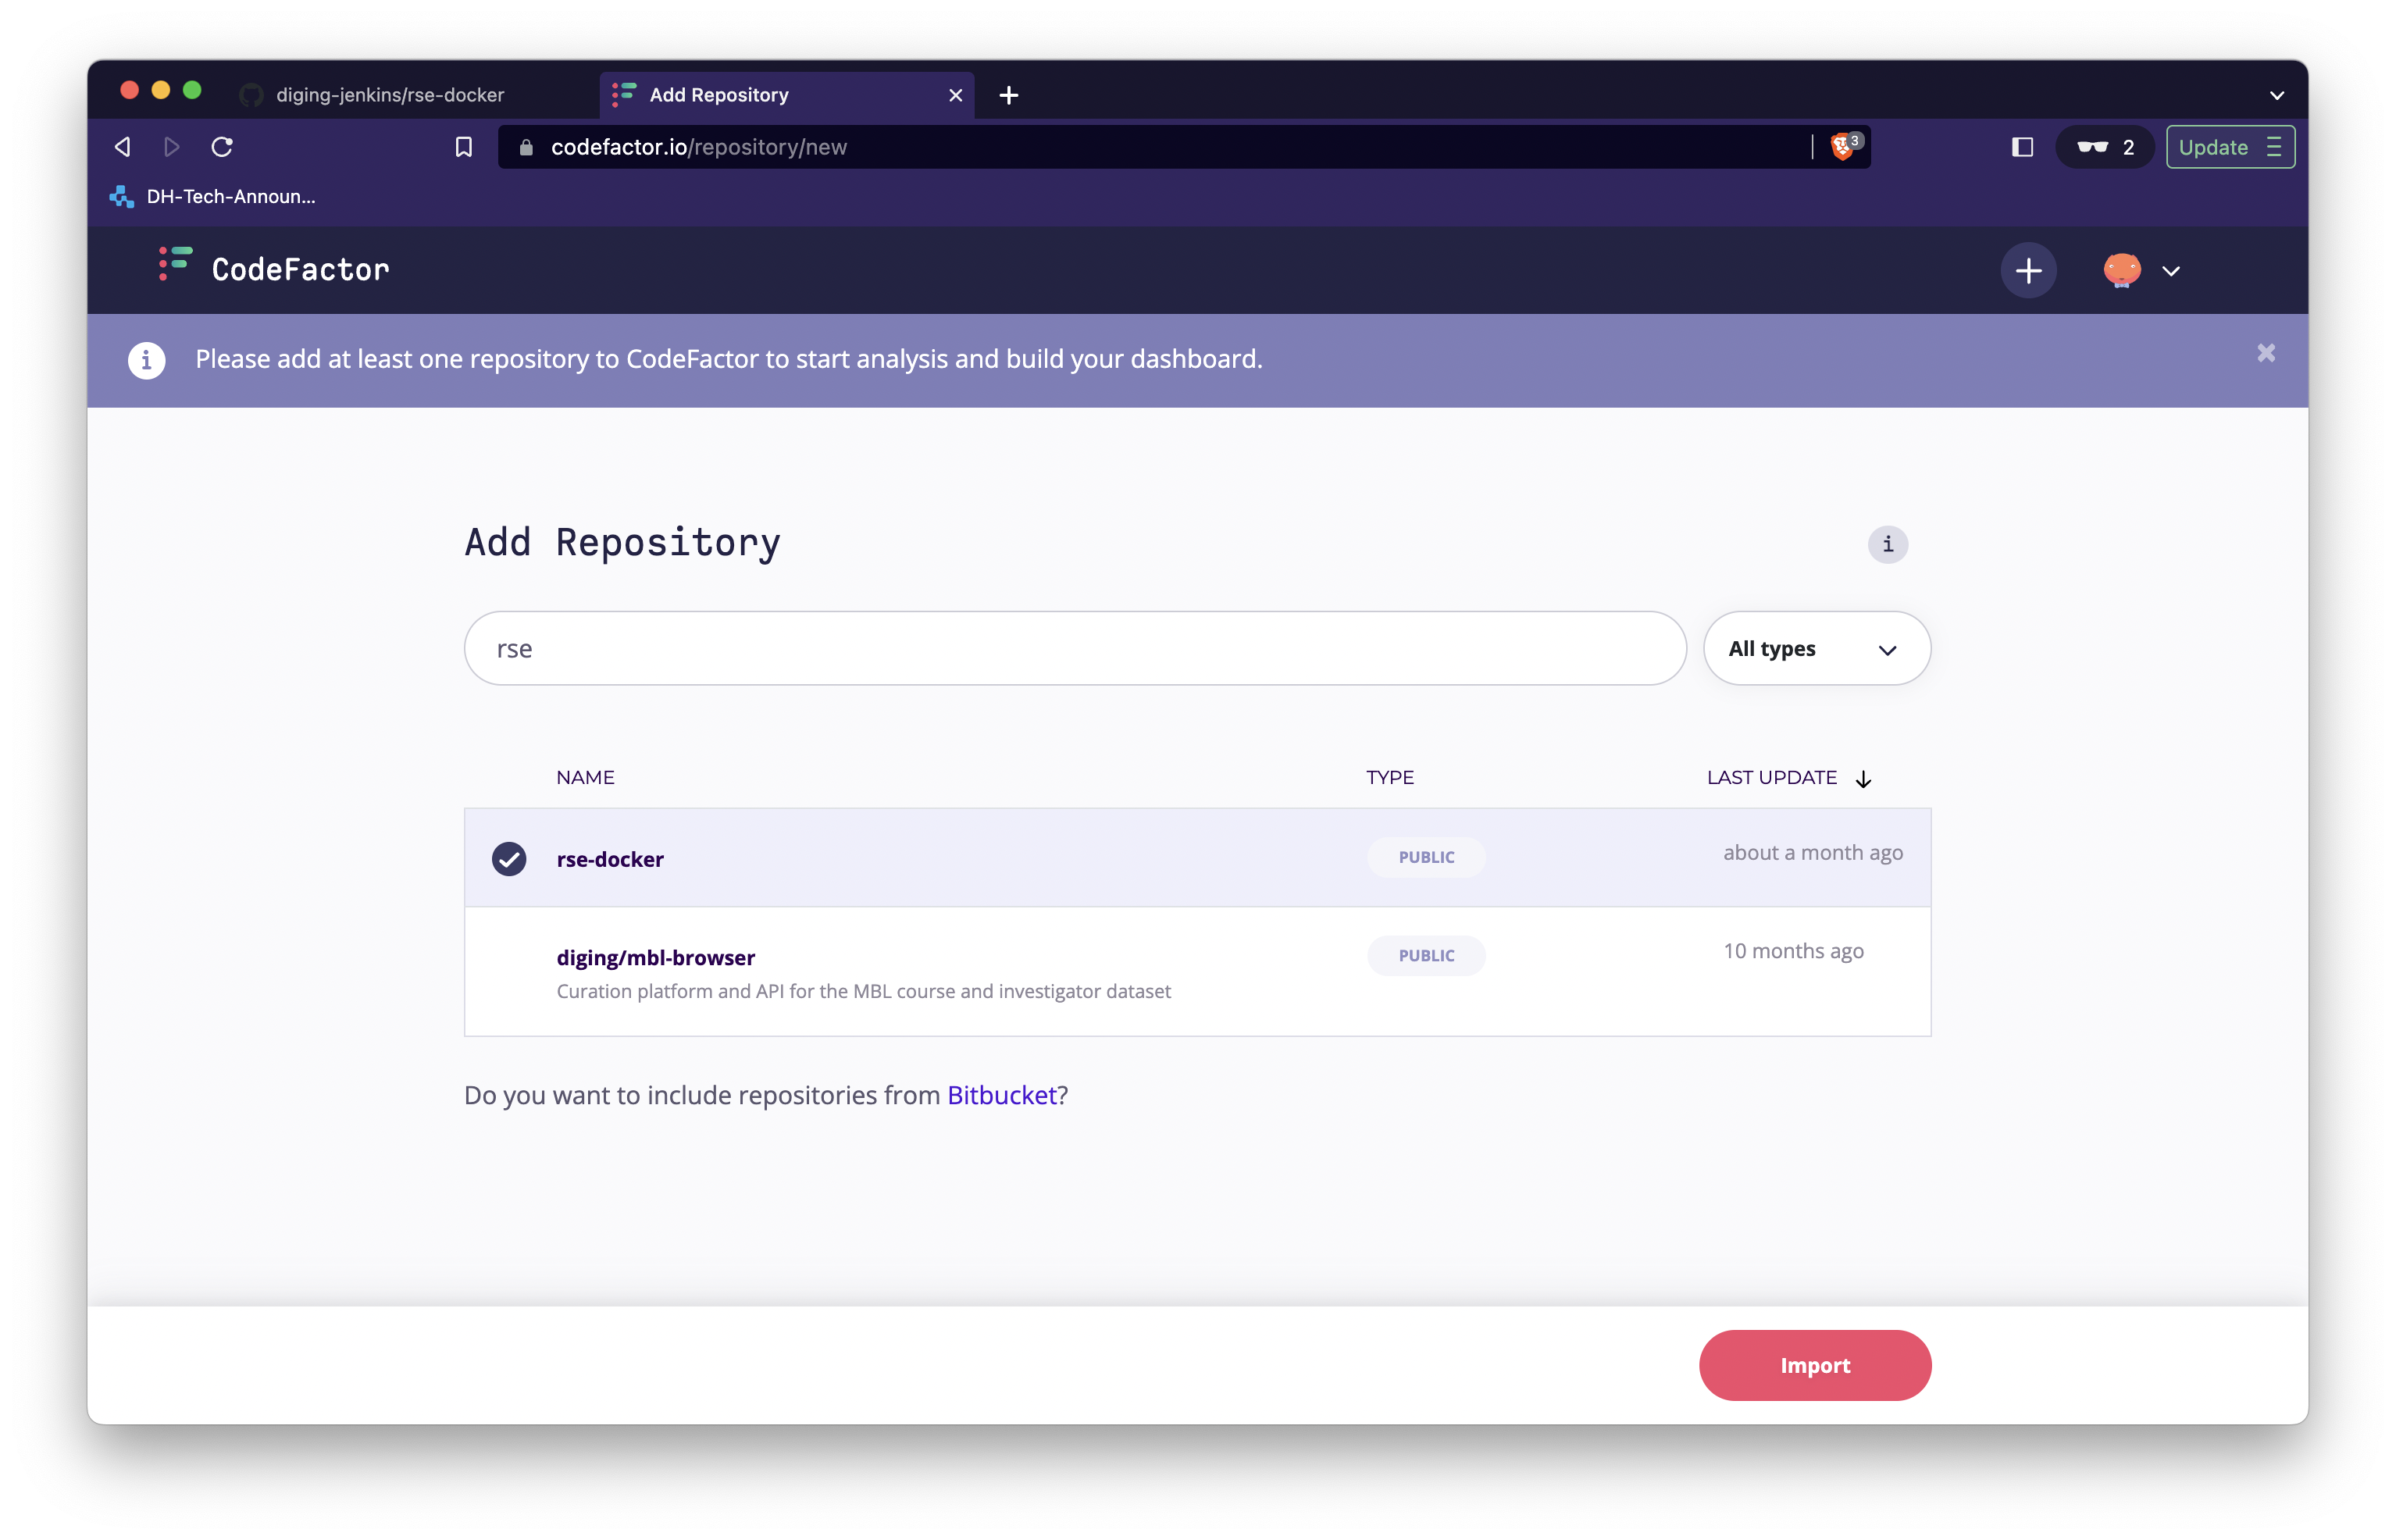 diging-jenkins/rse-docker
Add Repository
codefactor.io/repository/new
3
2
Update
DH-Tech-Announ...
CodeFactor
Please add at least one repository to CodeFactor to start analysis and build your dashboard.
Add Repository
rse
All types
NAME TYPE LAST UPDATE
rse-docker PUBLIC about a month ago
diging/mbl-browser PUBLIC 10 months ago
Curation platform and API for the MBL course and investigator dataset
Do you want to include repositories from Bitbucket?
Import